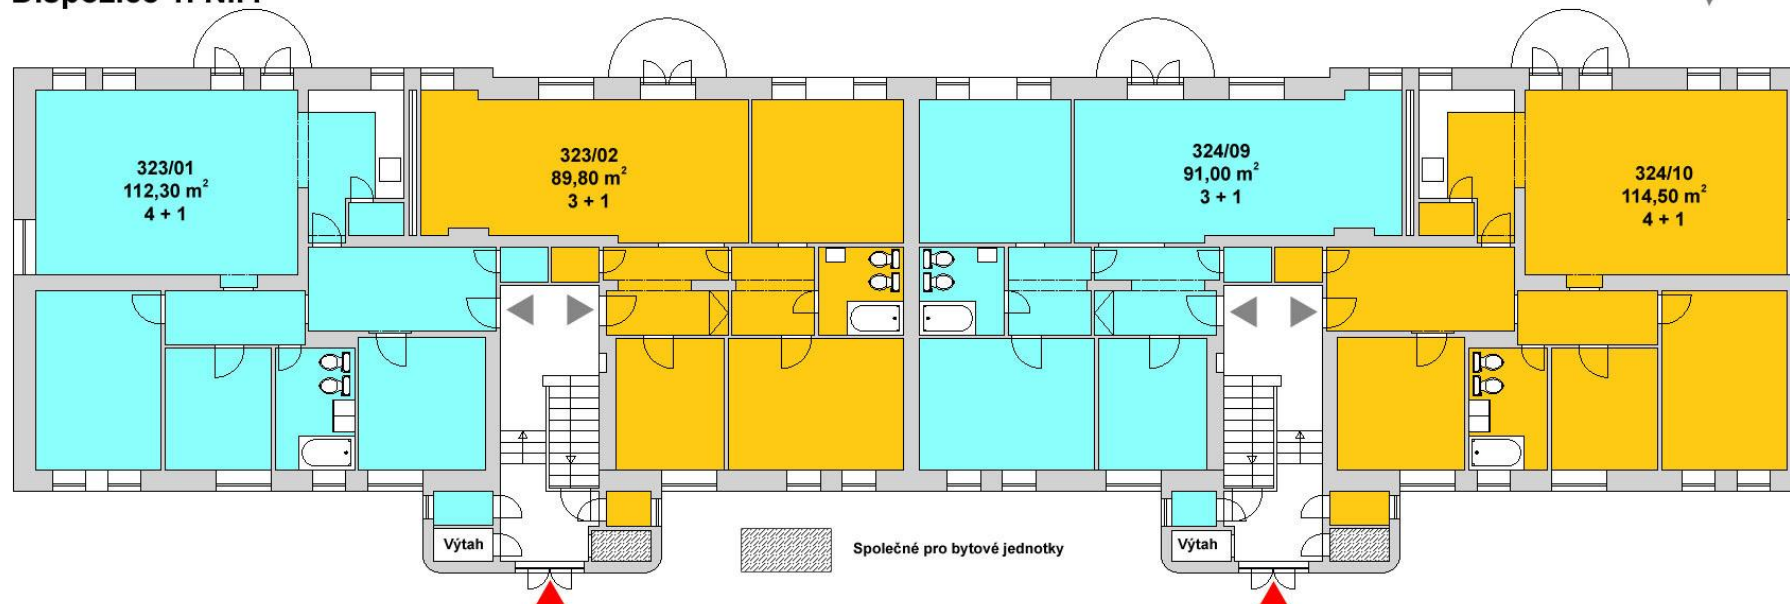 323/01
112,30 m²
4 + 1
323/02
89,80 m²
3 + 1
324/09
91,00 m²
3 + 1
324/10
114,50 m²
4 + 1
Výtah
Společné pro bytové jednotky
Výtah